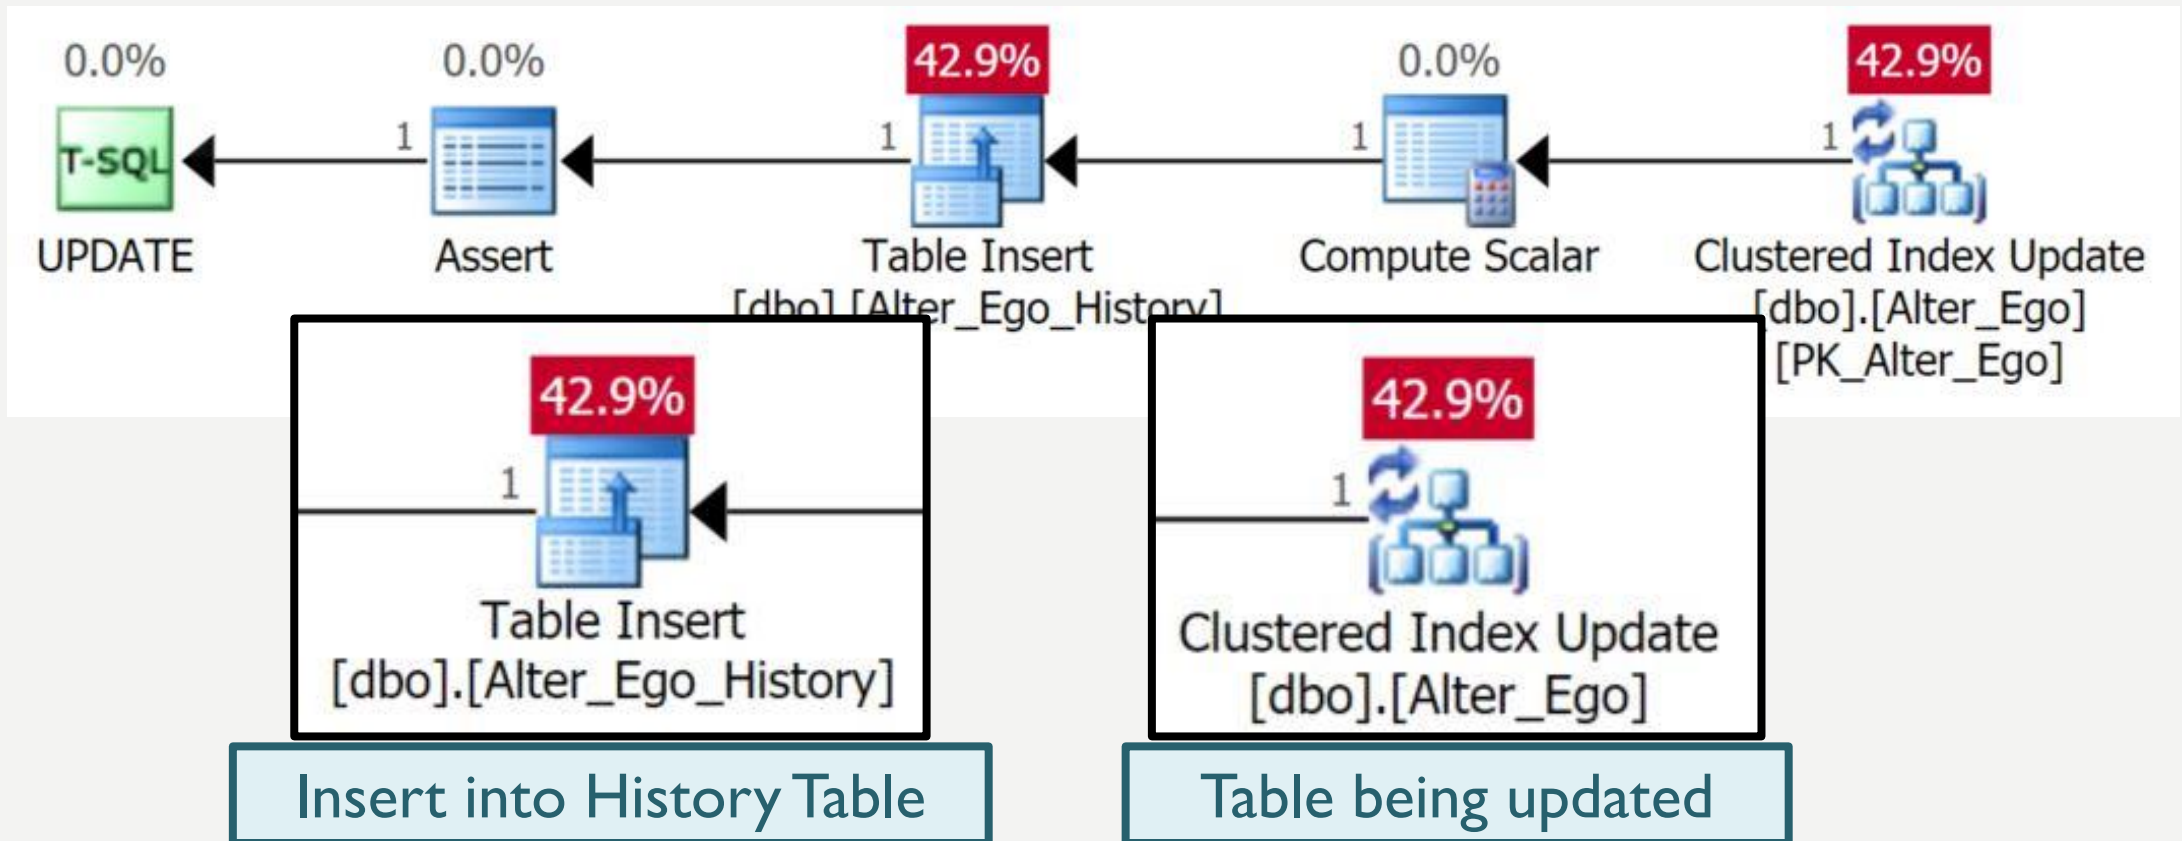 0.0%
0.0%
42.9%
0.0%
42.9%
T-SQL
1
1
1
1
UPDATE
Assert
Table Insert
Compute Scalar
Clustered Index Update
[dbo].[Alter_Ego_History]
[dbo].[Alter_Ego]
[PK_Alter_Ego]
42.9%
1
Table Insert
[dbo].[Alter_Ego_History]
42.9%
1
Clustered Index Update
[dbo].[Alter_Ego]
Insert into History Table
Table being updated